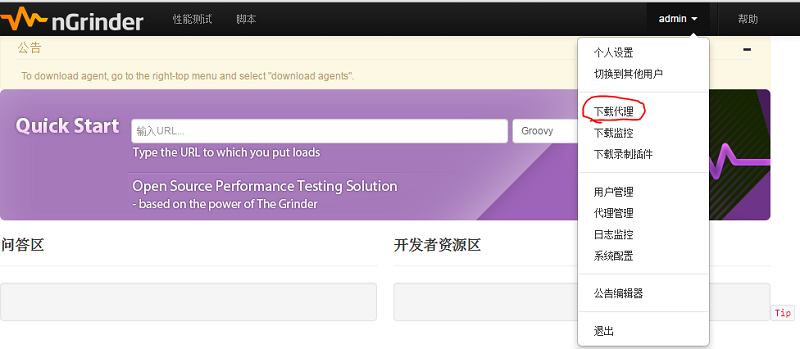 nGrinder 性能测试 脚本 admin 帮助
公告
To download agent, go to the right-top menu and select "download agents".
Quick Start 输入URL... Groovy
Type the URL to which you put loads
Open Source Performance Testing Solution
- based on the power of The Grinder
问答区 开发者资源区
个人设置
切换到其他用户
下载代理
下载监控
下载录制插件
用户管理
代理管理
日志监控
系统配置
公告编辑器
退出
Tip